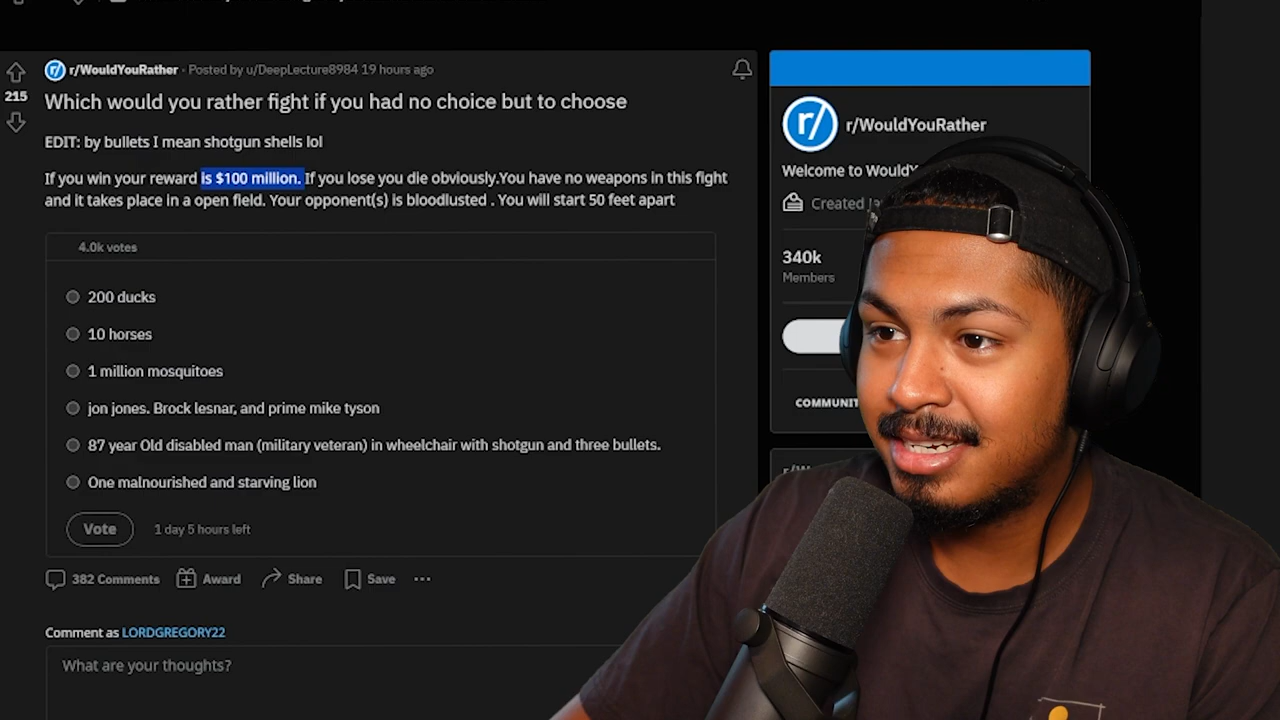 r/WouldYouRather · Posted by u/DeepLecture8984 19 hours ago
215
Which would you rather fight if you had no choice but to choose
EDIT: by bullets I mean shotgun shells lol
If you win your reward is $100 million. If you lose you die obviously.You have no weapons in this fight
and it takes place in a open field. Your opponent(s) is bloodlusted . You will start 50 feet apart
4.0k votes
200 ducks
10 horses
1 million mosquitoes
jon jones. Brock lesnar, and prime mike tyson
87 year Old disabled man (military veteran) in wheelchair with shotgun and three bullets.
One malnourished and starving lion
Vote 1 day 5 hours left
382 Comments Award Share Save ...
Comment as LORDGREGORY22
What are your thoughts?
r/
r/WouldYouRather
Welcome to WouldY
Created
340k
Members
COMMUNIT